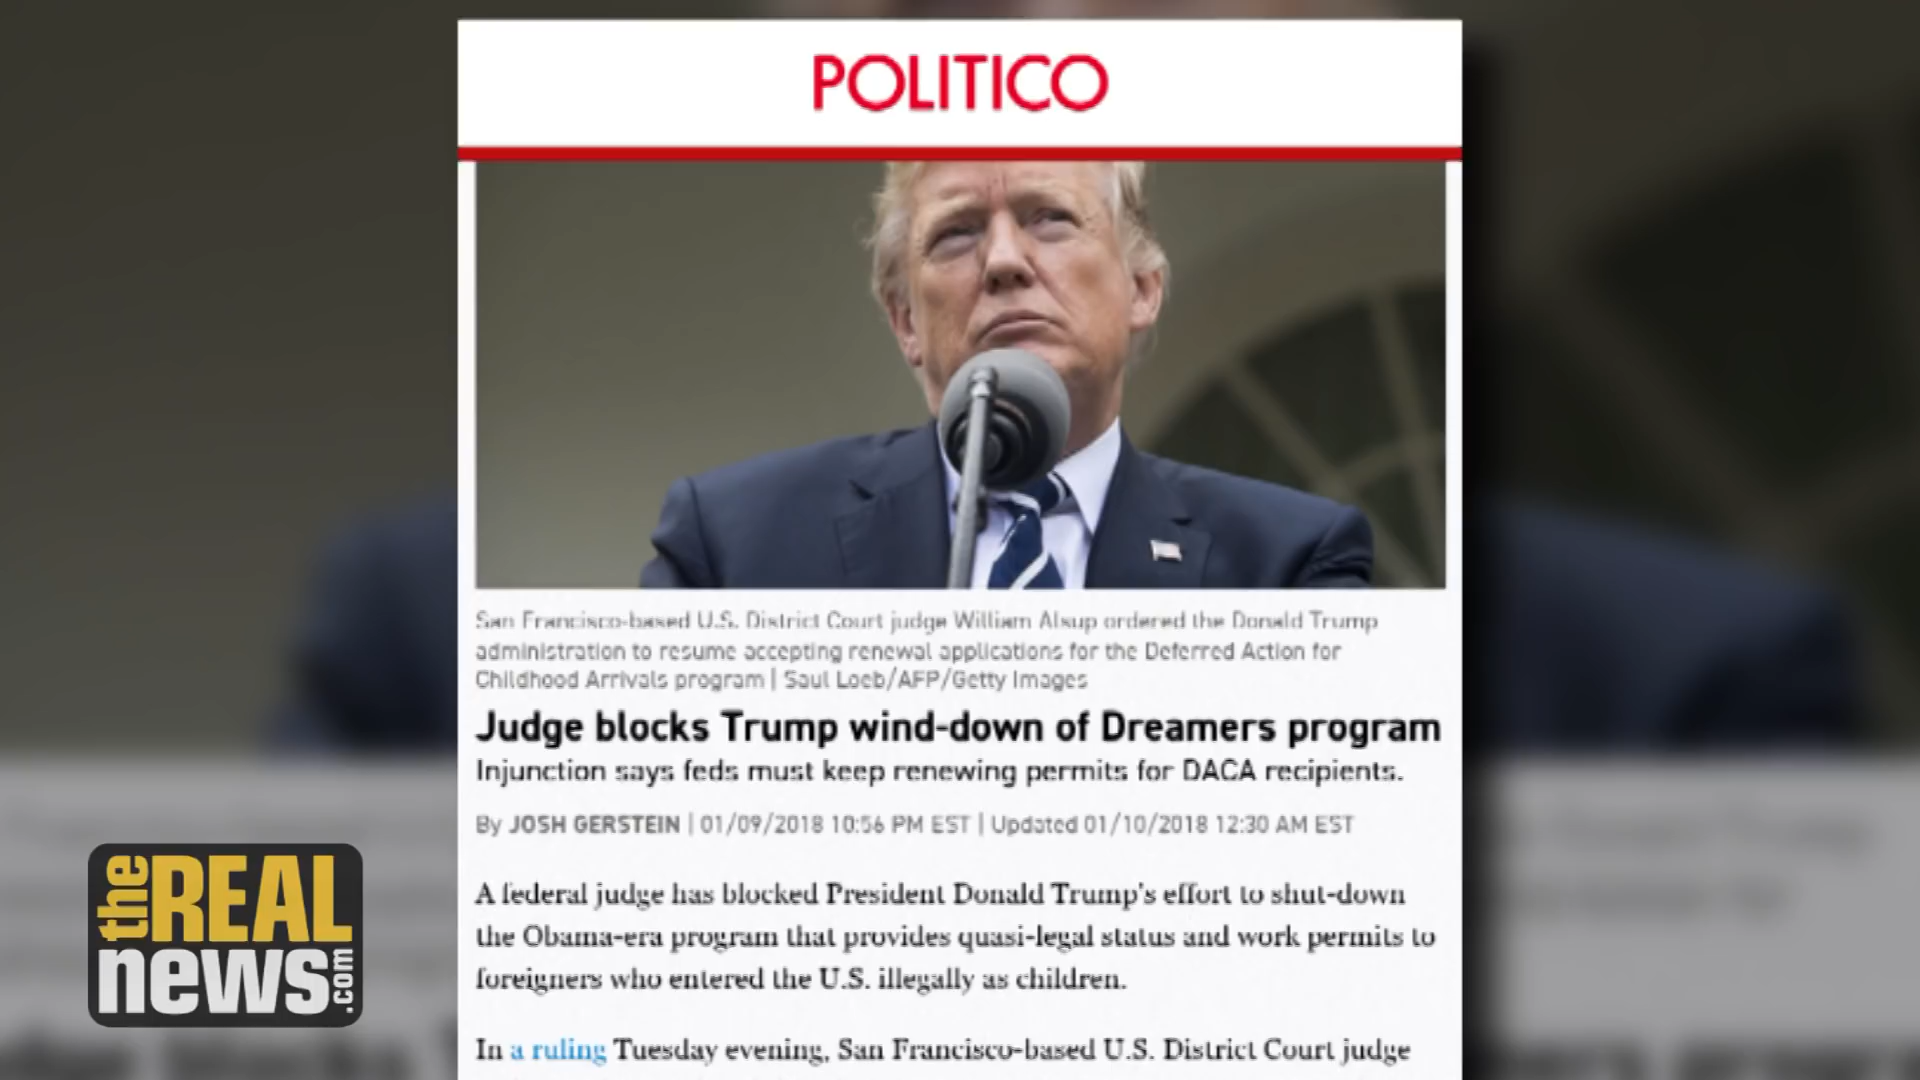 POLITICO
San Francisco-based U.S. District Court judge William Alsup ordered the Donald Trump
administration to resume accepting renewal applications for the Deferred Action for
Childhood Arrivals program | Saul Loeb/AFP/Getty Images
Judge blocks Trump wind-down of Dreamers program
Injunction says feds must keep renewing permits for DACA recipients.
By JOSH GERSTEIN | 01/09/2018 10:56 PM EST | Updated 01/10/2018 12:30 AM EST
A federal judge has blocked President Donald Trump's effort to shut-down
the Obama-era program that provides quasi-legal status and work permits to
foreigners who entered the U.S. illegally as children.
In a ruling Tuesday evening, San Francisco-based U.S. District Court judge
the REAL
news.com